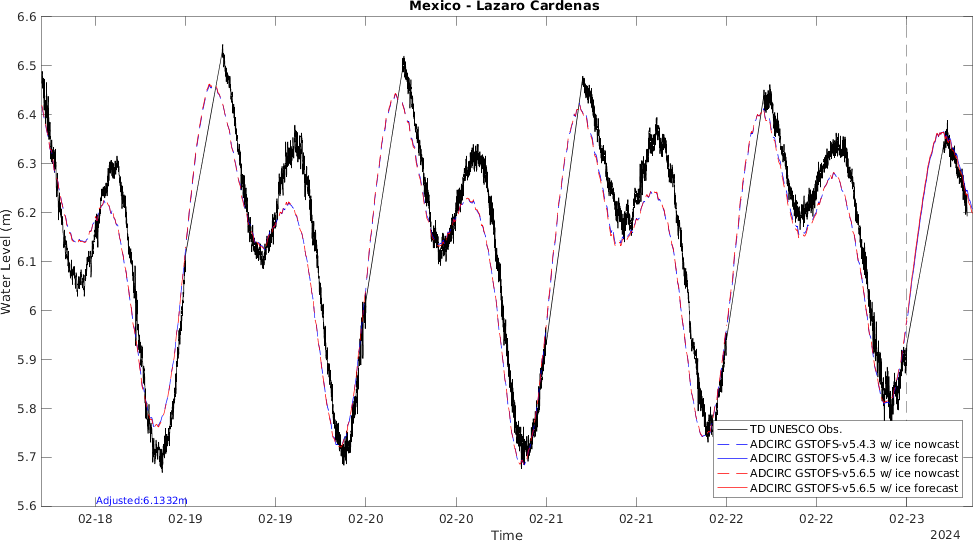 Mexico - Lazaro Cardenas
6.6
6.5
6.4
6.3
6.2
6.1
6
5.9
5.8
5.7
5.6
Water Level (m)
Adjusted:6.1332m
TD UNESCO Obs.
ADCIRC GSTOFS-v5.4.3 w/ ice nowcast
ADCIRC GSTOFS-v5.4.3 w/ ice forecast
ADCIRC GSTOFS-v5.6.5 w/ ice nowcast
ADCIRC GSTOFS-v5.6.5 w/ ice forecast
02-18 02-19 02-19 02-20 02-20 02-21 02-21 02-22 02-22 02-23
Time
2024